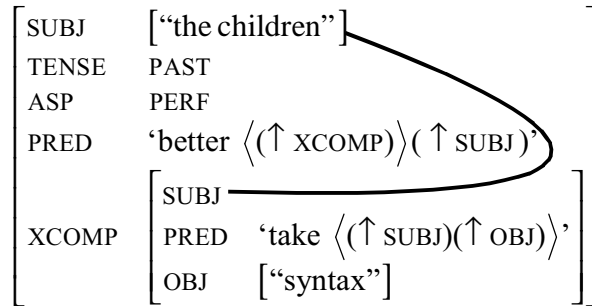 SUBJ [“the children”]
TENSE PAST
ASP PERF
PRED ‘better ⟨(↑ XCOMP)⟩( ↑ SUBJ)’
SUBJ
XCOMP PRED ‘take ⟨(↑ SUBJ)(↑ OBJ)⟩’
OBJ [“syntax”]